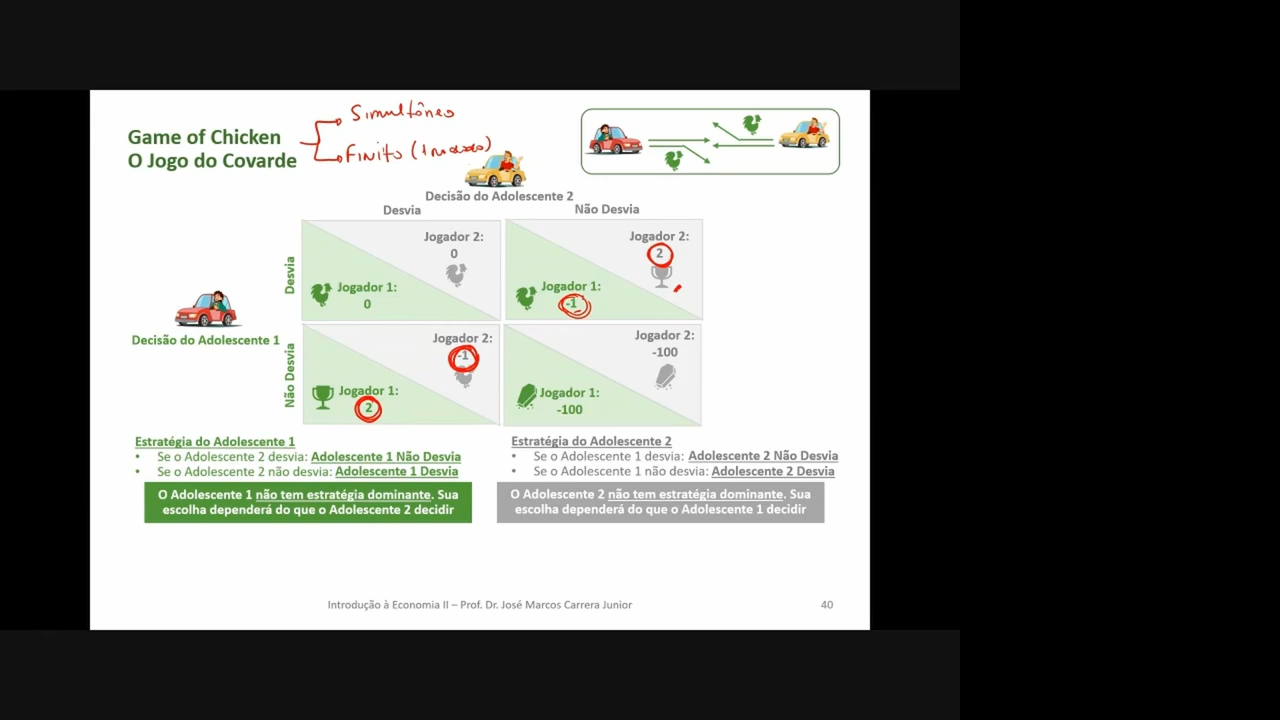 Game of Chicken
O Jogo do Covarde
Simultâneo
Finito (1
Decisão do Adolescente 2
Desvia
Não Desvia
Desvia
Jogador 2:
0
Jogador 1:
0
Jogador 2:
2
Jogador 1:
-1
Decisão do Adolescente 1
Não Desvia
Jogador 2:
-1
Jogador 1:
2
Jogador 2:
-100
Jogador 1:
-100
Estratégia do Adolescente 1
• Se o Adolescente 2 desvia: Adolescente 1 Não Desvia
• Se o Adolescente 2 não desvia: Adolescente 1 Desvia
O Adolescente 1 não tem estratégia dominante. Sua
escolha dependerá do que o Adolescente 2 decidir
Estratégia do Adolescente 2
• Se o Adolescente 1 desvia: Adolescente 2 Não Desvia
• Se o Adolescente 1 não desvia: Adolescente 2 Desvia
O Adolescente 2 não tem estratégia dominante. Sua
escolha dependerá do que o Adolescente 1 decidir
Introdução à Economia II – Prof. Dr. José Marcos Carrera Junior
40